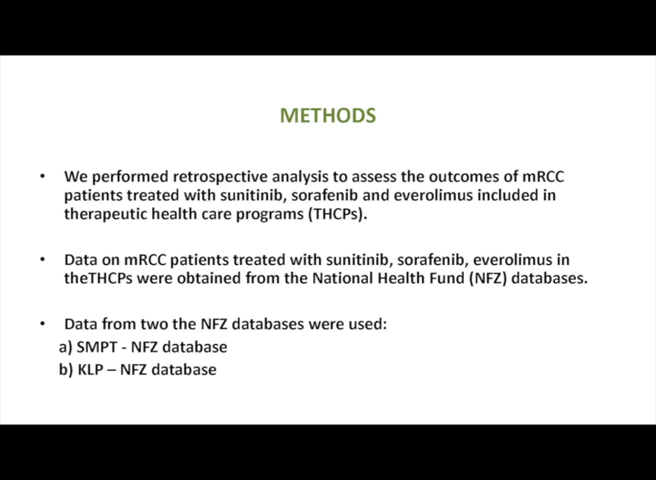 METHODS
• We performed retrospective analysis to assess the outcomes of mRCC
patients treated with sunitinib, sorafenib and everolimus included in
therapeutic health care programs (THCPs).
• Data on mRCC patients treated with sunitinib, sorafenib, everolimus in
theTHCPs were obtained from the National Health Fund (NFZ) databases.
• Data from two the NFZ databases were used:
a) SMPT - NFZ database
b) KLP – NFZ database